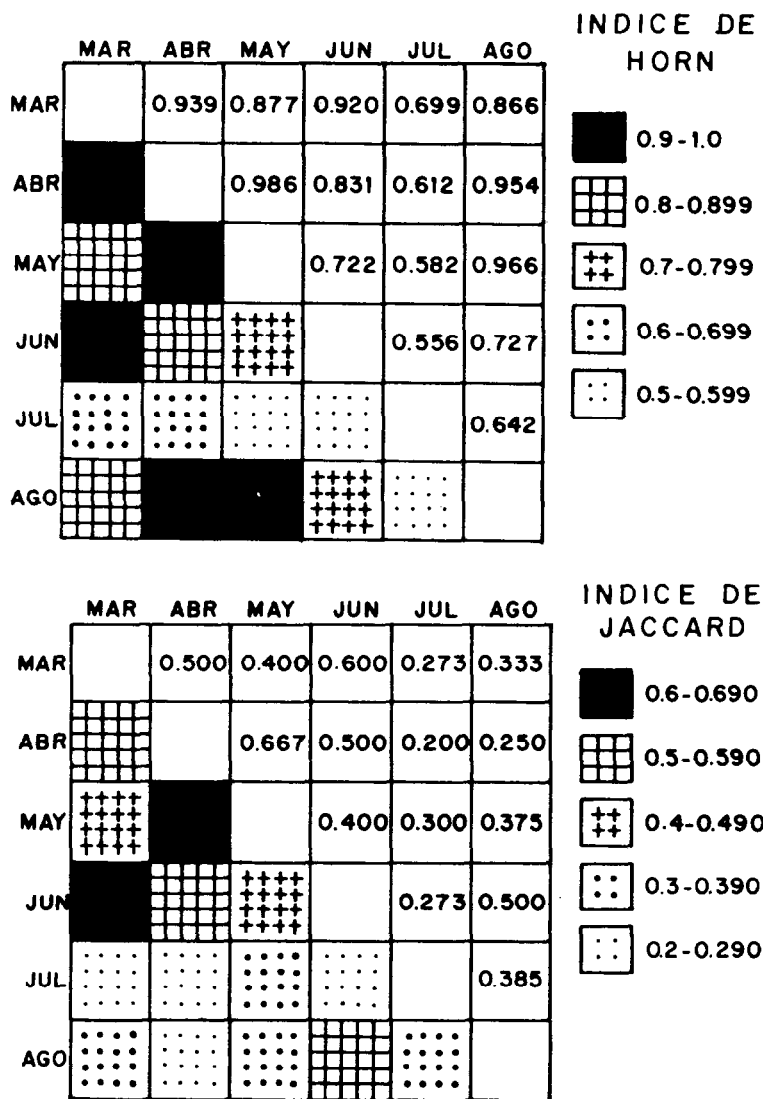 INDICE DE
HORN
MAR ABR MAY JUN JUL AGO
MAR 0.939 0.877 0.920 0.699 0.866
ABR 0.986 0.831 0.612 0.954
MAY 0.722 0.582 0.966
JUN 0.556 0.727
JUL 0.642
AGO
0.9-1.0
0.8-0.899
0.7-0.799
0.6-0.699
0.5-0.599
INDICE DE
JACCARD
MAR ABR MAY JUN JUL AGO
MAR 0.500 0.400 0.600 0.273 0.333
ABR 0.667 0.500 0.200 0.250
MAY 0.400 0.300 0.375
JUN 0.273 0.500
JUL 0.385
AGO
0.6-0.690
0.5-0.590
0.4-0.490
0.3-0.390
0.2-0.290